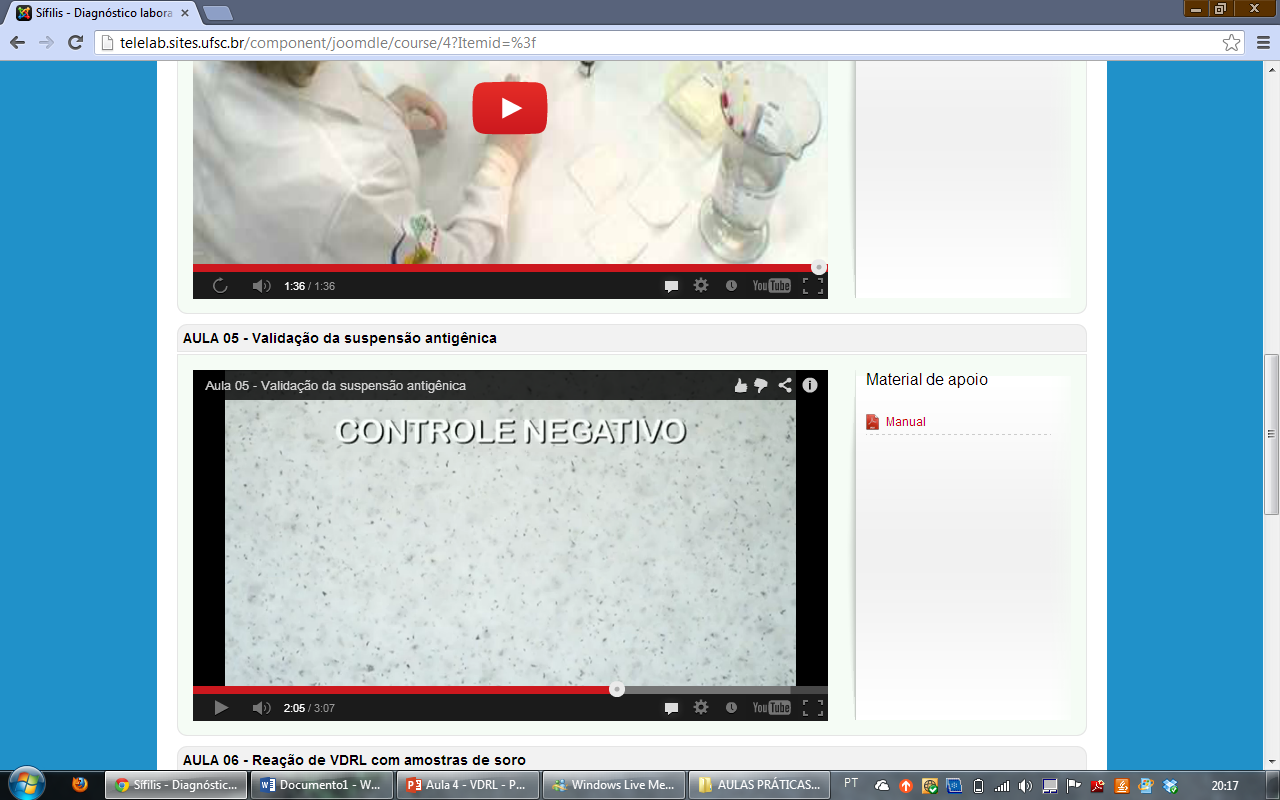 Sífilis - Diagnóstico labora
telelab.sites.ufsc.br/component/joomdle/course/4?Itemid=%3f
1:36 / 1:36
YouTube
AULA 05 - Validação da suspensão antigênica
Aula 05 - Validação da suspensão antigênica
CONTROLE NEGATIVO
Material de apoio
Manual
2:05 / 3:07
YouTube
AULA 06 - Reação de VDRL com amostras de soro
Sífilis - Diagnóstic...
Documento1 - W...
Aula 4 - VDRL - P...
Windows Live Me...
AULAS PRÁTICAS...
PT
20:17